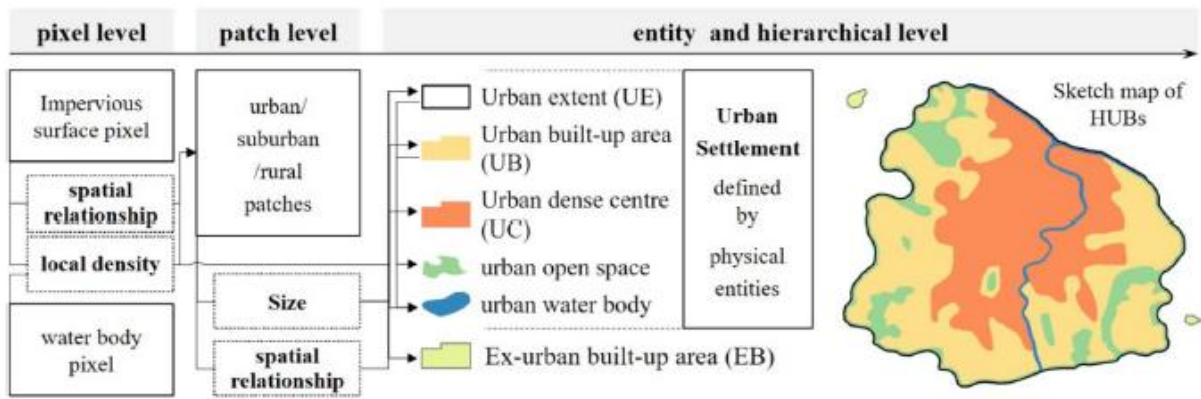 pixel level
patch level
entity and hierarchical level
Impervious
surface pixel
spatial
relationship
local density
water body
pixel
urban/
suburban
/rural
patches
Size
spatial
relationship
Urban extent (UE)
Urban built-up area
(UB)
Urban dense centre
(UC)
urban open space
urban water body
Ex-urban built-up area (EB)
Urban
Settlement
defined
by
physical
entities
Sketch map of
HUBs